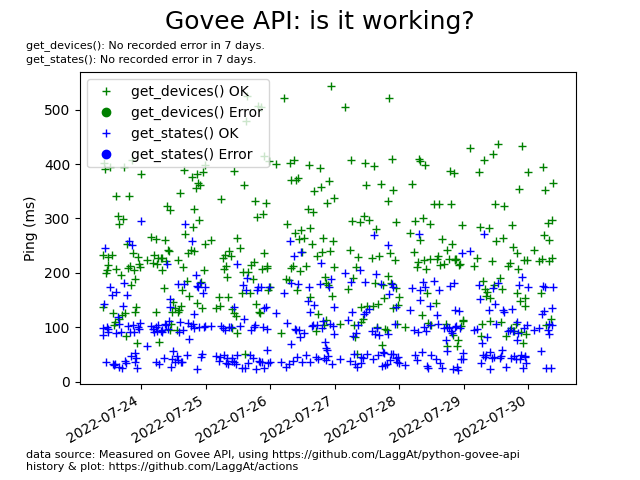 Govee API: is it working?
get_devices(): No recorded error in 7 days.
get_states(): No recorded error in 7 days.
get_devices() OK
get_devices() Error
get_states() OK
get_states() Error
Ping (ms)
500
400
300
200
100
0
2022-07-24
2022-07-25
2022-07-26
2022-07-27
2022-07-28
2022-07-29
2022-07-30
data source: Measured on Govee API, using https://github.com/LaggAt/python-govee-api
history & plot: https://github.com/LaggAt/actions